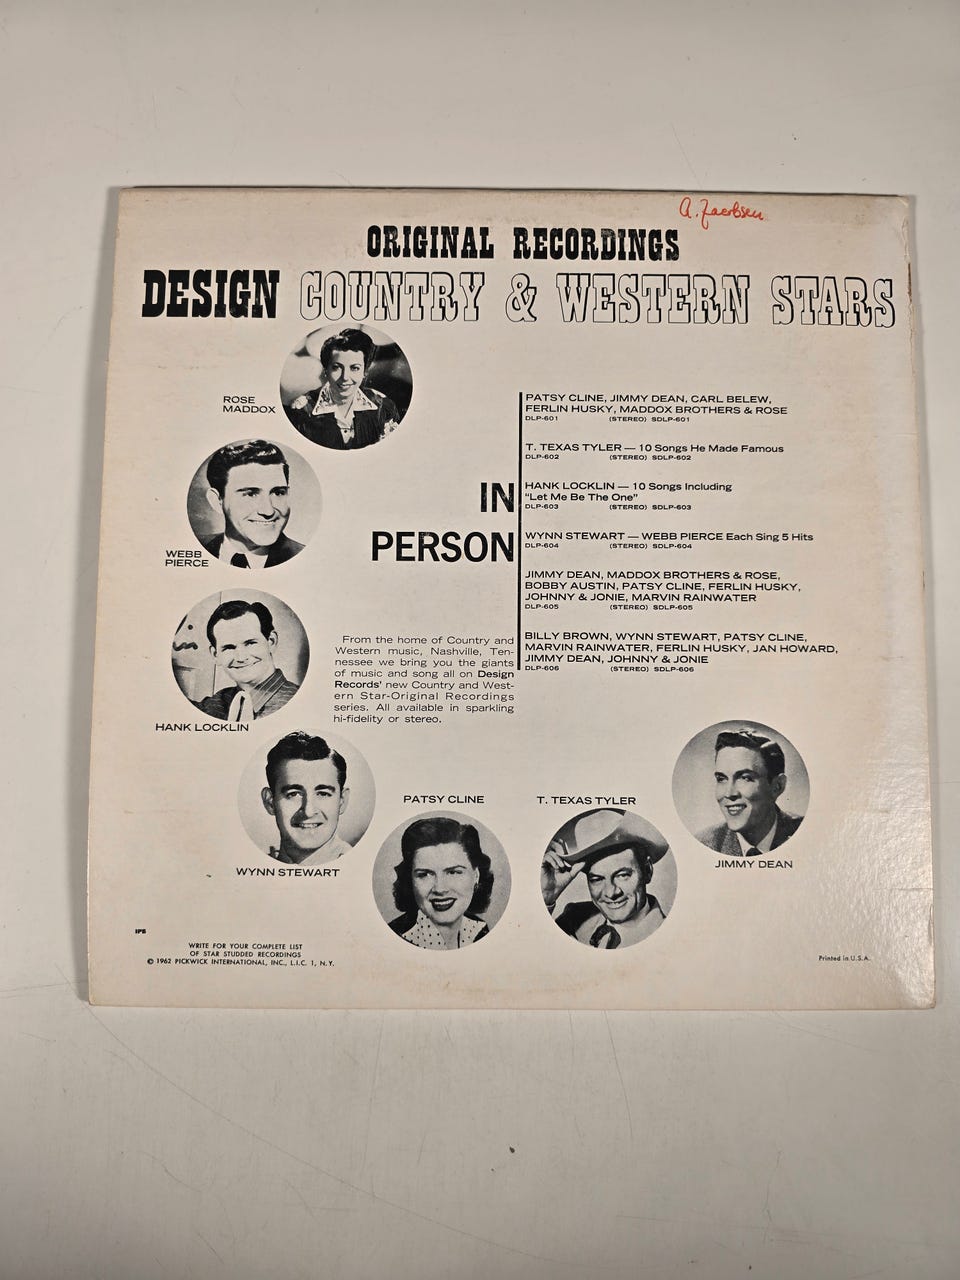 A. Jacobsen
ORIGINAL RECORDINGS
DESIGN COUNTRY & WESTERN STARS
ROSE
MADDOX
WEBB
PIERCE
HANK LOCKLIN
WYNN STEWART
PATSY CLINE
T. TEXAS TYLER
JIMMY DEAN
IN
PERSON
PATSY CLINE, JIMMY DEAN, CARL BELEW,
FERLIN HUSKY, MADDOX BROTHERS & ROSE
DLP-601 (STEREO) SDLP-601
T. TEXAS TYLER — 10 Songs He Made Famous
DLP-602 (STEREO) SDLP-602
HANK LOCKLIN — 10 Songs Including
"Let Me Be The One"
DLP-603 (STEREO) SDLP-603
WYNN STEWART — WEBB PIERCE Each Sing 5 Hits
DLP-604 (STEREO) SDLP-604
JIMMY DEAN, MADDOX BROTHERS & ROSE,
BOBBY AUSTIN, PATSY CLINE, FERLIN HUSKY,
JOHNNY & JONIE, MARVIN RAINWATER
DLP-605 (STEREO) SDLP-605
BILLY BROWN, WYNN STEWART, PATSY CLINE,
MARVIN RAINWATER, FERLIN HUSKY, JAN HOWARD,
JIMMY DEAN, JOHNNY & JONIE
DLP-606 (STEREO) SDLP-606
From the home of Country and
Western music, Nashville, Ten-
nessee we bring you the giants
of music and song all on Design
Records' new Country and West-
ern Star-Original Recordings
series. All available in sparkling
hi-fidelity or stereo.
IPS
WRITE FOR YOUR COMPLETE LIST
OF STAR STUDDED RECORDINGS
© 1962 PICKWICK INTERNATIONAL, INC., L.I.C. 1, N.Y.
Printed in U.S.A.